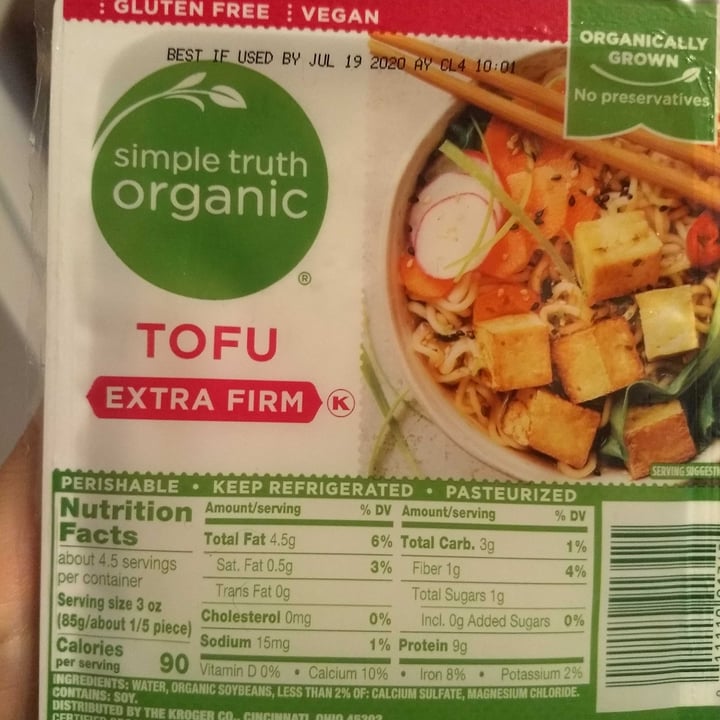 ⋮ GLUTEN FREE ⋮ VEGAN
BEST IF USED BY JUL 19 2020 AY CL4 10:01
ORGANICALLY
GROWN
No preservatives
simple truth
organic®
TOFU
EXTRA FIRM K
SERVING SUGGESTI
PERISHABLE • KEEP REFRIGERATED • PASTEURIZED
Nutrition
Facts
about 4.5 servings
per container
Serving size 3 oz
(85g/about 1/5 piece)
Calories
per serving 90
Amount/serving % DV
Total Fat 4.5g 6%
Sat. Fat 0.5g 3%
Trans Fat 0g
Cholesterol 0mg 0%
Sodium 15mg 1%
Amount/serving % DV
Total Carb. 3g 1%
Fiber 1g 4%
Total Sugars 1g
Incl. 0g Added Sugars 0%
Protein 9g
Vitamin D 0% • Calcium 10% • Iron 8% • Potassium 2%
INGREDIENTS: WATER, ORGANIC SOYBEANS, LESS THAN 2% OF: CALCIUM SULFATE, MAGNESIUM CHLORIDE.
CONTAINS: SOY.
DISTRIBUTED BY THE KROGER CO., CINCINNATI, OHIO 45202
CERTIFIED